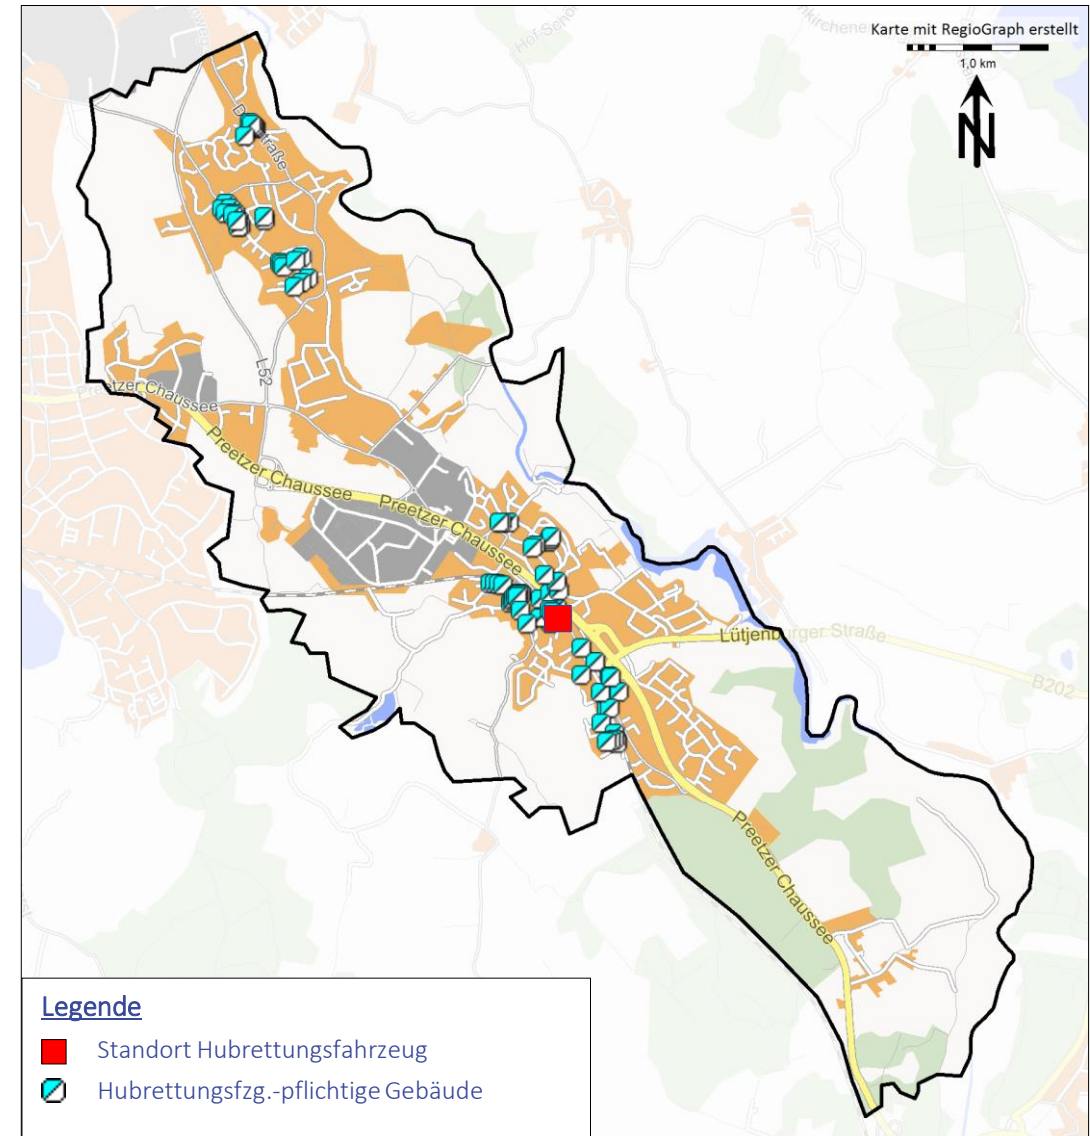 Karte mit RegioGraph erstellt
1,0 km
N
L52
Preetzer Chaussee
Preetzer Chaussee
Preetzer Chaussee
Lütjenburger Straße
B202
Preetzer Chaussee
Legende
Standort Hubrettungsfahrzeug
Hubrettungsfzg.-pflichtige Gebäude